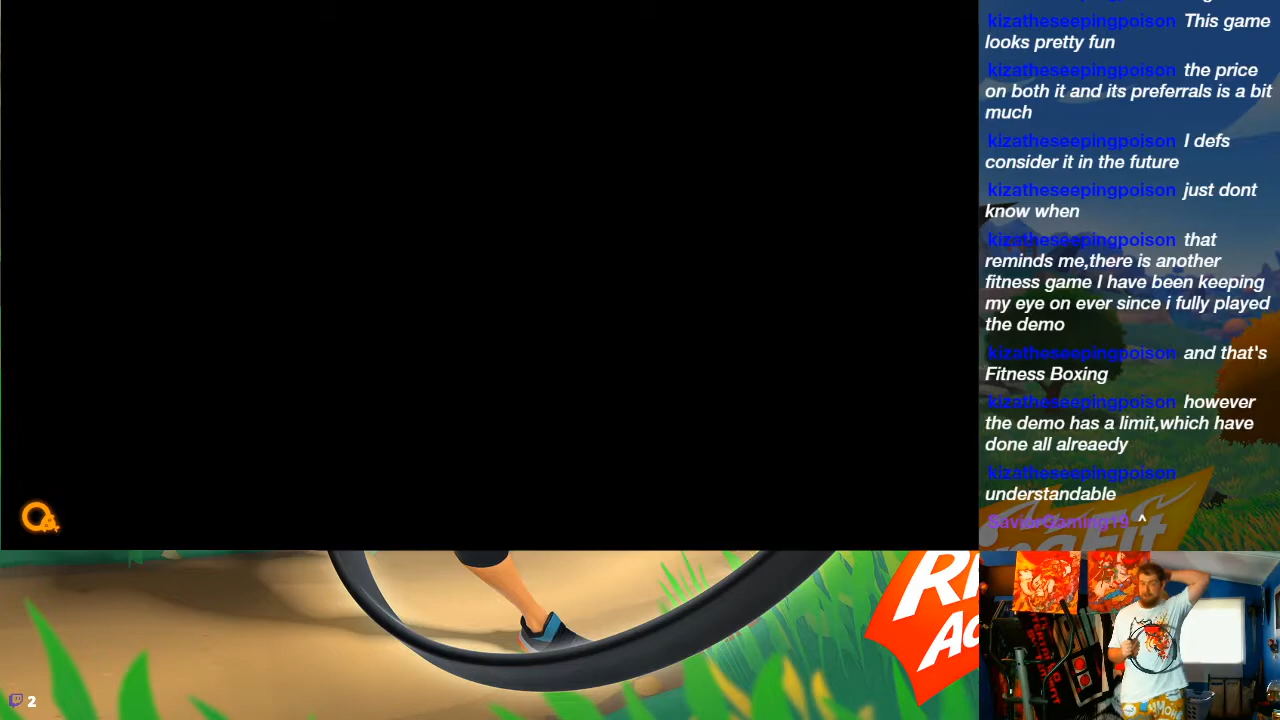 kizatheseepingpoison This game
looks pretty fun
kizatheseepingpoison the price
on both it and its preferrals is a bit
much
kizatheseepingpoison I defs
consider it in the future
kizatheseepingpoison just dont
know when
kizatheseepingpoison that
reminds me,there is another
fitness game I have been keeping
my eye on ever since i fully played
the demo
kizatheseepingpoison and that's
Fitness Boxing
kizatheseepingpoison however
the demo has a limit,which have
done all alreaedy
kizatheseepingpoison
understandable
SaviorGaming19 ^
2